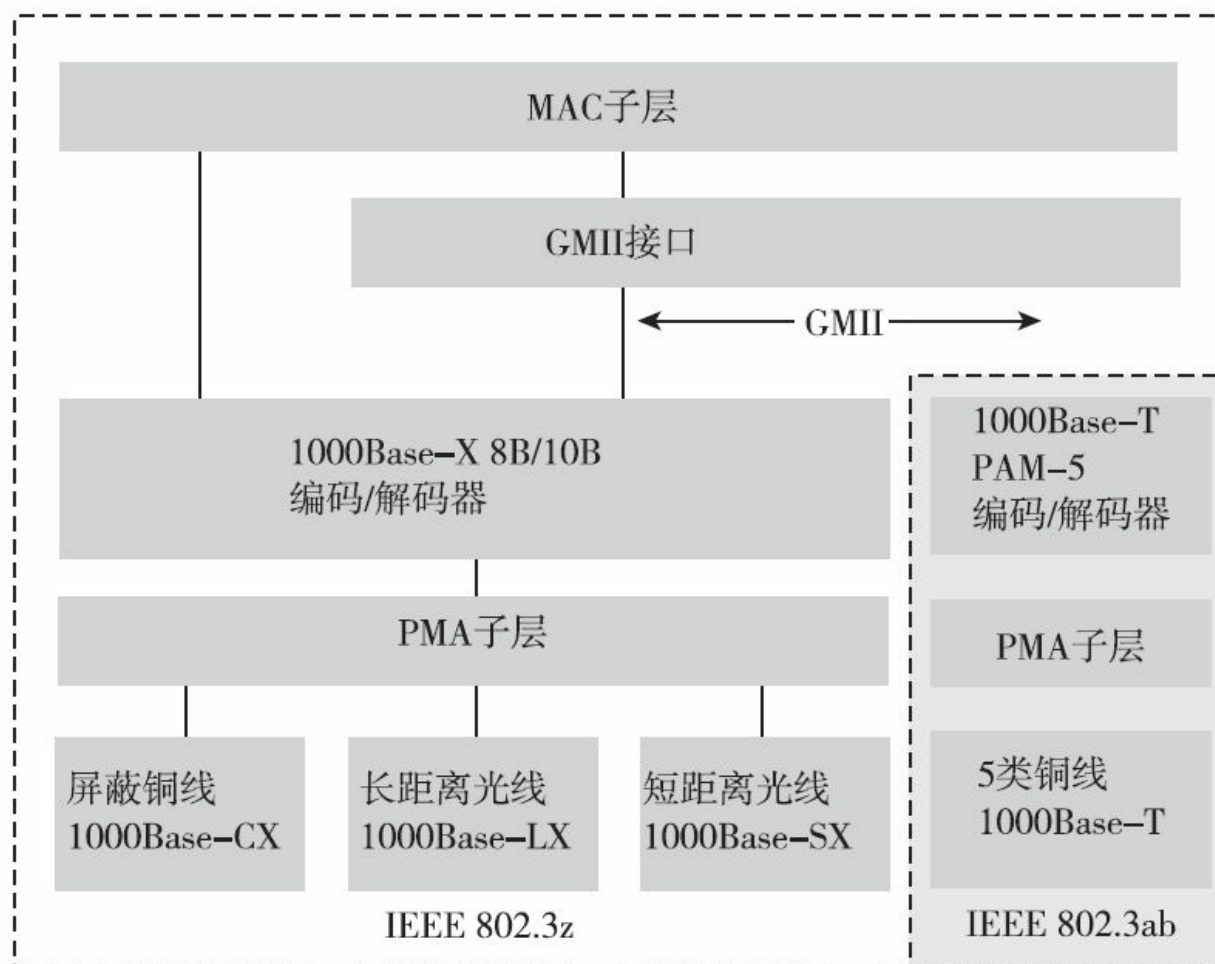 MAC子层
GMII接口
GMII
1000Base-X 8B/10B
编码/解码器
1000Base-T
PAM-5
编码/解码器
PMA子层
PMA子层
屏蔽铜线
1000Base-CX
长距离光线
1000Base-LX
短距离光线
1000Base-SX
5类铜线
1000Base-T
IEEE 802.3z
IEEE 802.3ab